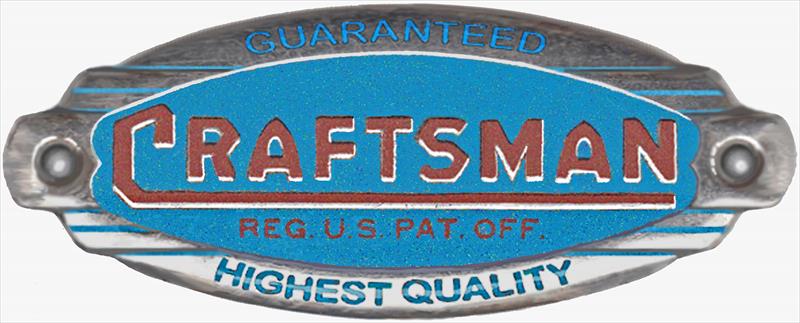 GUARANTEED
CRAFTSMAN
REG. U.S. PAT. OFF.
HIGHEST QUALITY